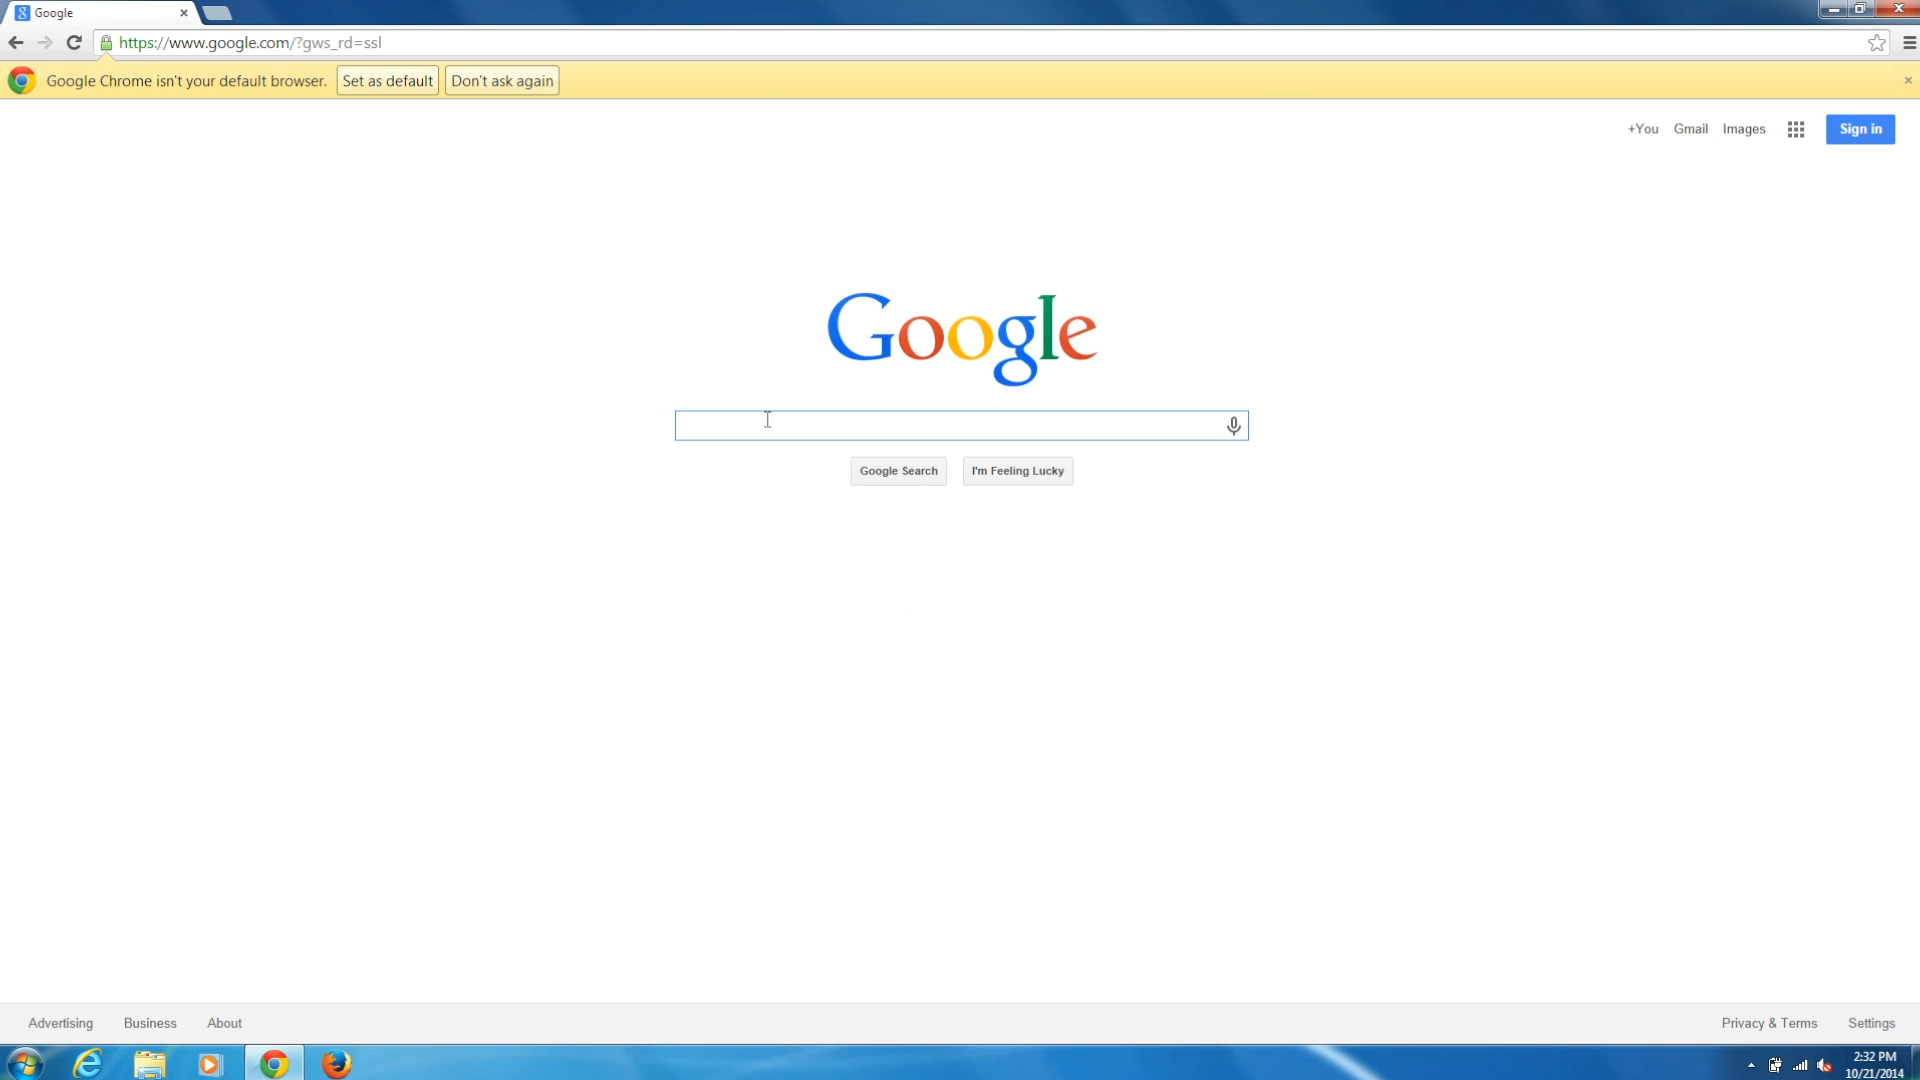 Google
https://www.google.com/?gws_rd=ssl
Google Chrome isn't your default browser. Set as default Don't ask again
+You Gmail Images Sign in
Google
Google Search I'm Feeling Lucky
Advertising Business About Privacy & Terms Settings
2:32 PM
10/21/2014